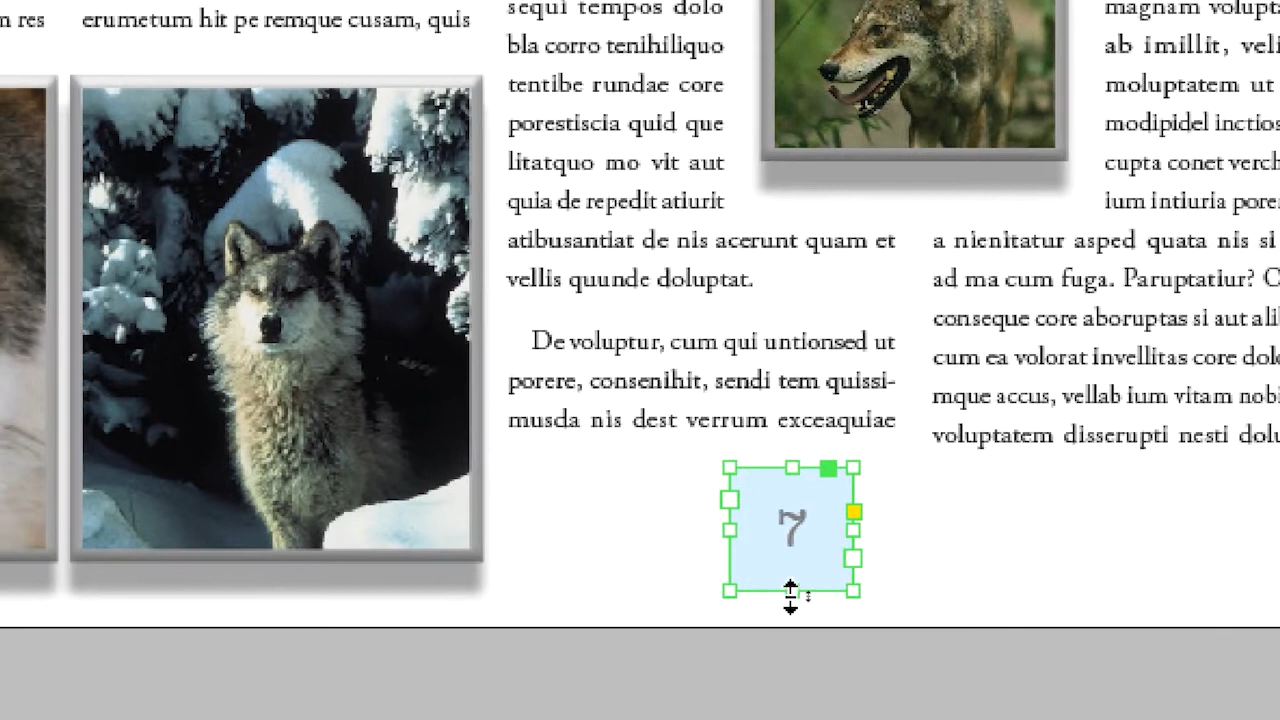 m res
erumetum hit pe remque cusam, quis
sequi tempos dolo
bla corro tenihiliquo
tentibe rundae core
porestiscia quid que
litatquo mo vit aut
quia de repedit atiurit
atibusantiat de nis acerunt quam et
vellis quunde doluptat.
De voluptur, cum qui untionsed ut
porere, consenihit, sendi tem quissi-
musda nis dest verrum exceaquiae
magnam volupta
ab imillit, veli
moluptatem ut
modipidel inctios
cupta conet verch
ium intiuria pore
a nienitatur asped quata nis si
ad ma cum fuga. Paruptatiur? C
conseque core aboruptas si aut alib
cum ea volorat invellitas core dolo
mque accus, vellab ium vitam nobi
voluptatem disserupti nesti dolu
7